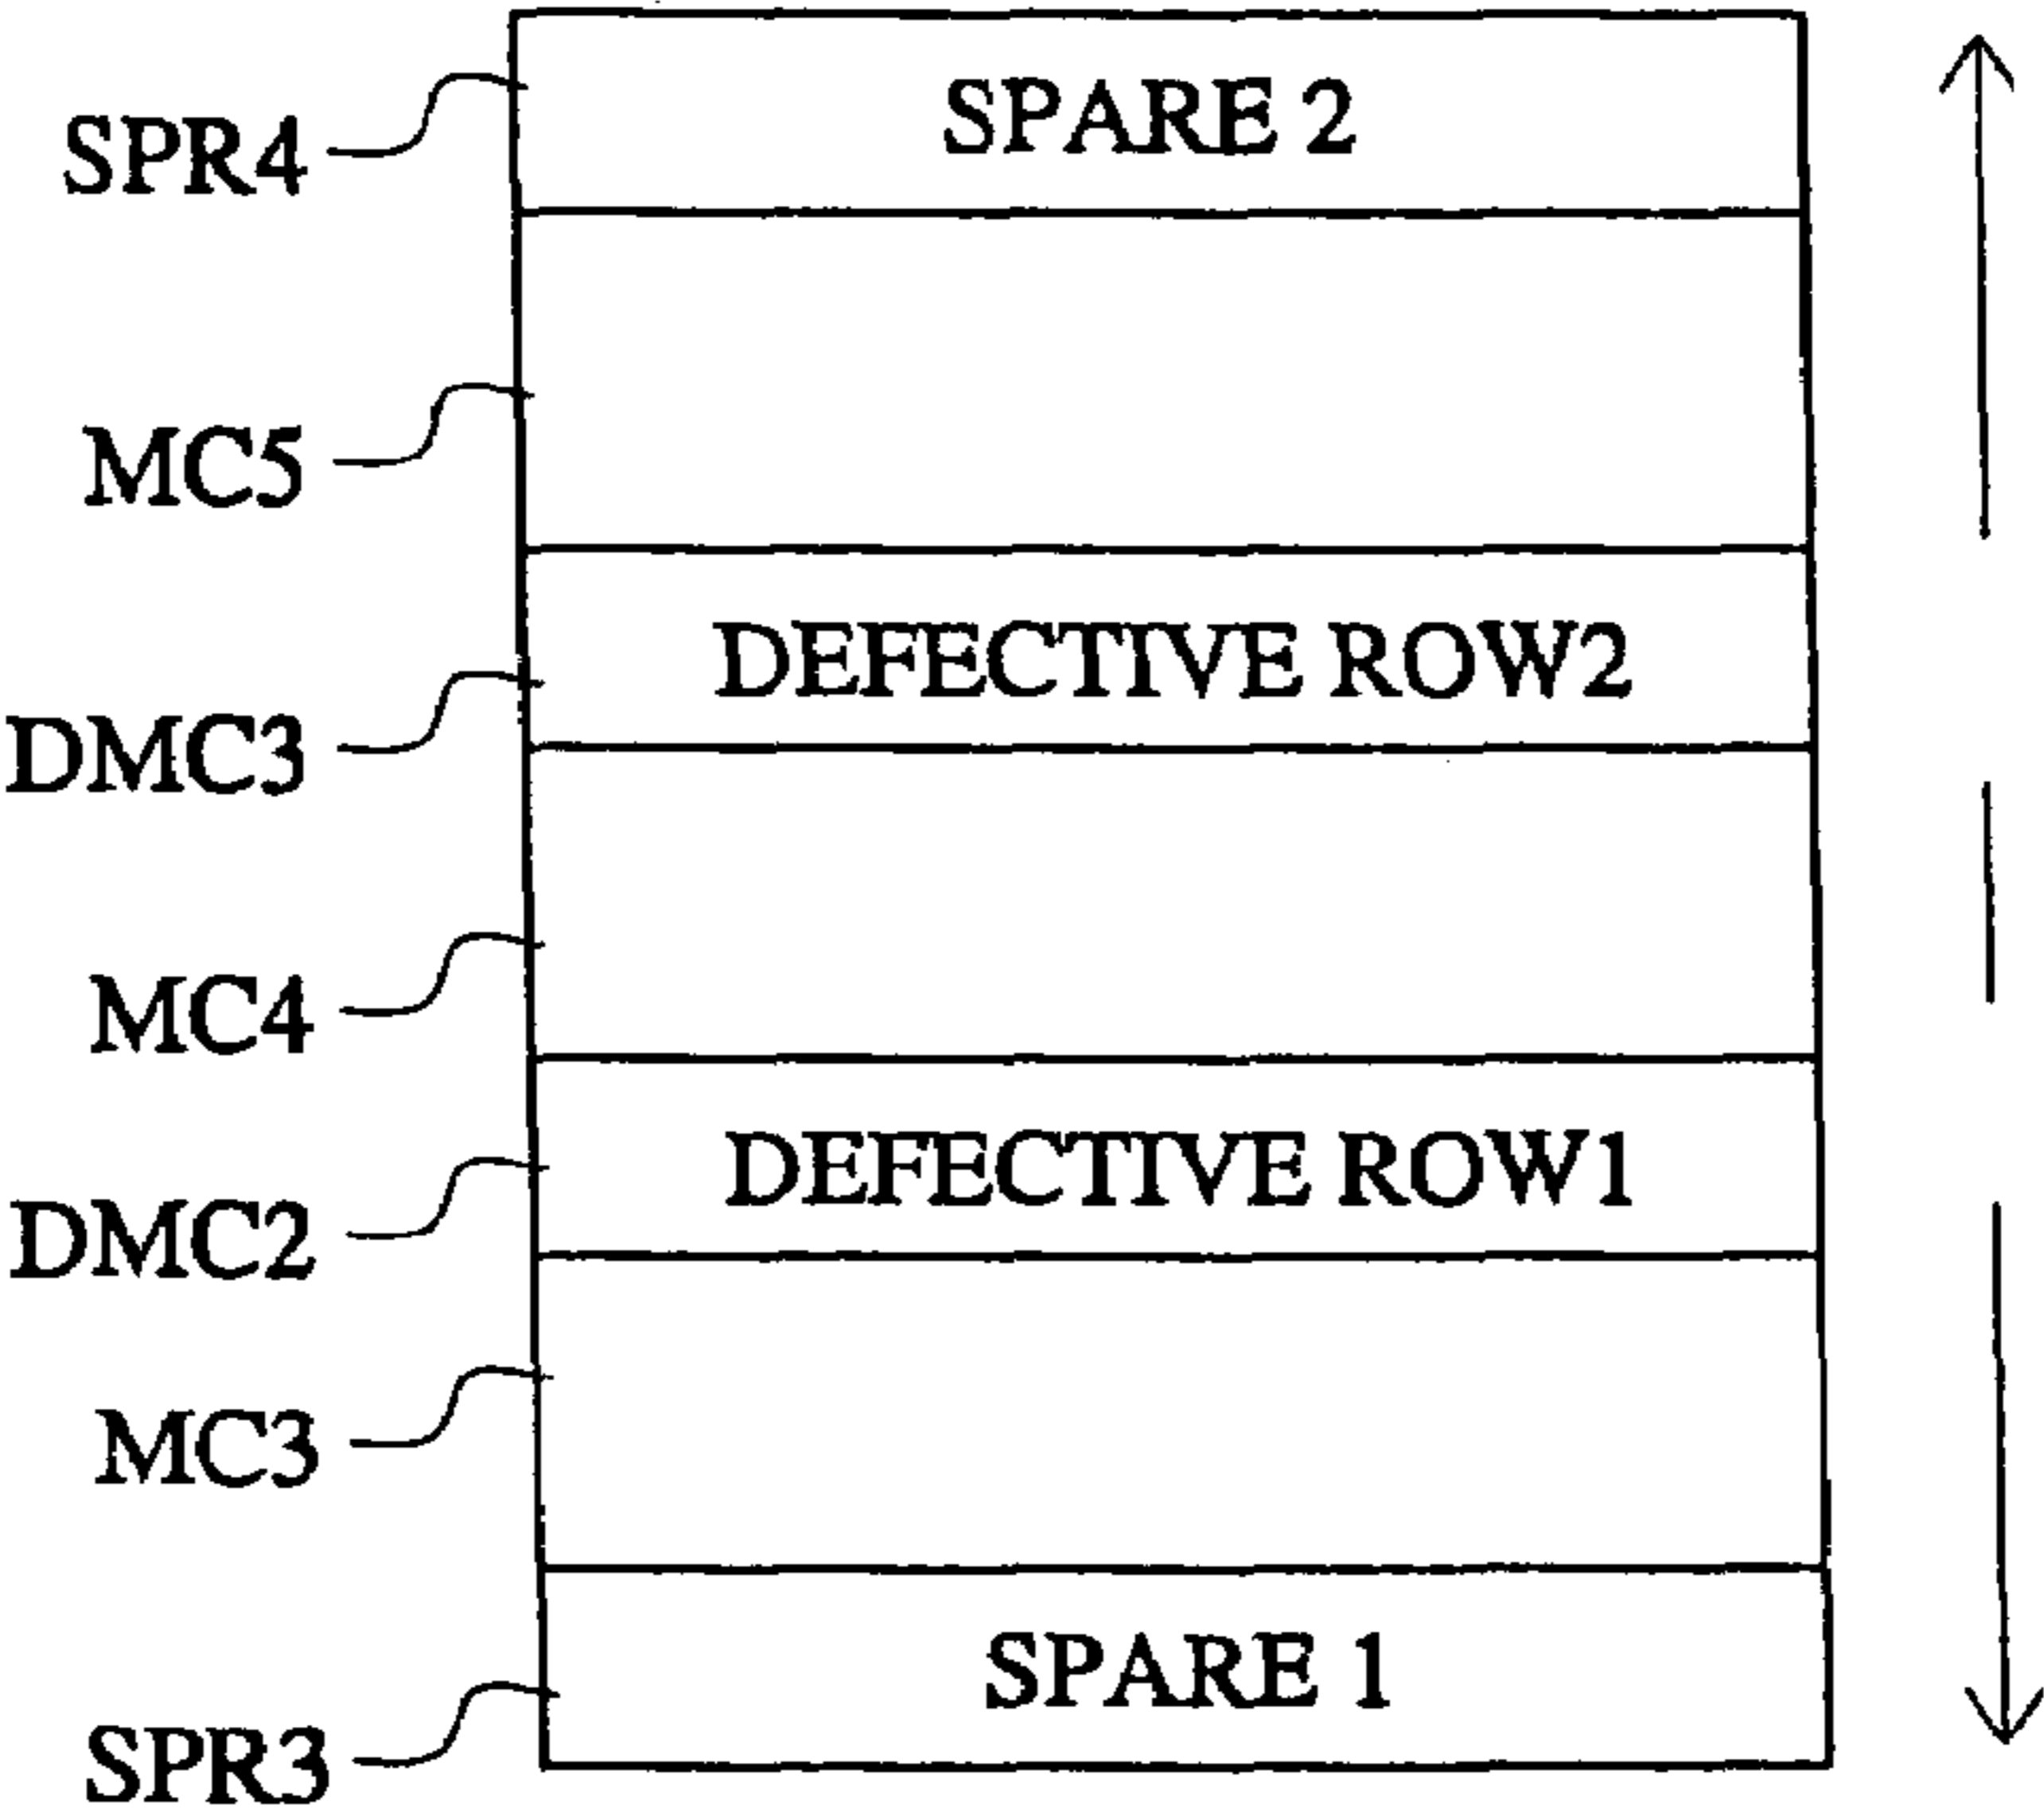 SPARE 2
SPR4
MC5
DEFECTIVE ROW2
DMC3
MC4
DEFECTIVE ROW1
DMC2
MC3
SPARE 1
SPR3